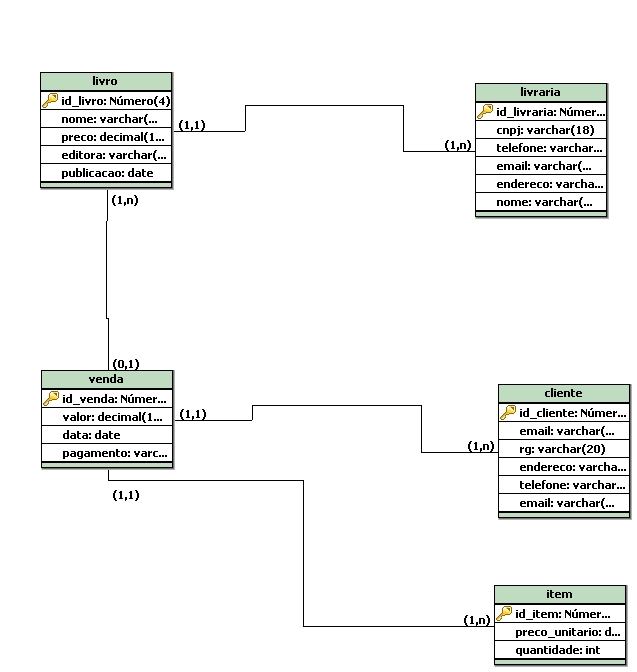 livro
id_livro: Número(4)
nome: varchar(...
preco: decimal(1...
editora: varchar(...
publicacao: date
(1,1)
(1,n)
livraria
id_livraria: Númer...
cnpj: varchar(18)
telefone: varchar...
email: varchar(...
endereco: varcha...
nome: varchar(...
(1,n)
(0,1)
venda
id_venda: Númer...
valor: decimal(1...
data: date
pagamento: varc...
(1,1)
(1,1)
cliente
id_cliente: Númer...
email: varchar(...
rg: varchar(20)
endereco: varcha...
telefone: varchar...
email: varchar(...
(1,n)
item
id_item: Númer...
preco_unitario: d...
quantidade: int
(1,n)